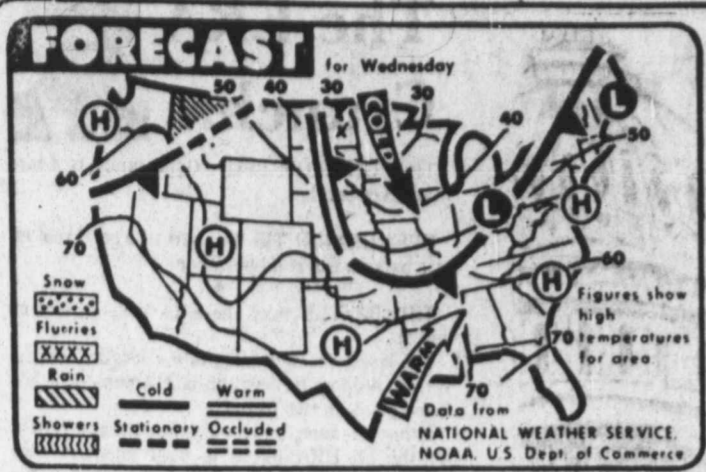 FORECAST
for Wednesday
50 40 30 30
COLD
40
H
L
50
60
L
H
70
H
60
H
Snow
Figures show
Flurries
high
XXXX
H
70 temperatures
Rain
for area.
WARM
Cold Warm
70
Showers
Stationary Occluded
Data from
NATIONAL WEATHER SERVICE,
NOAA, U.S. Dept. of Commerce